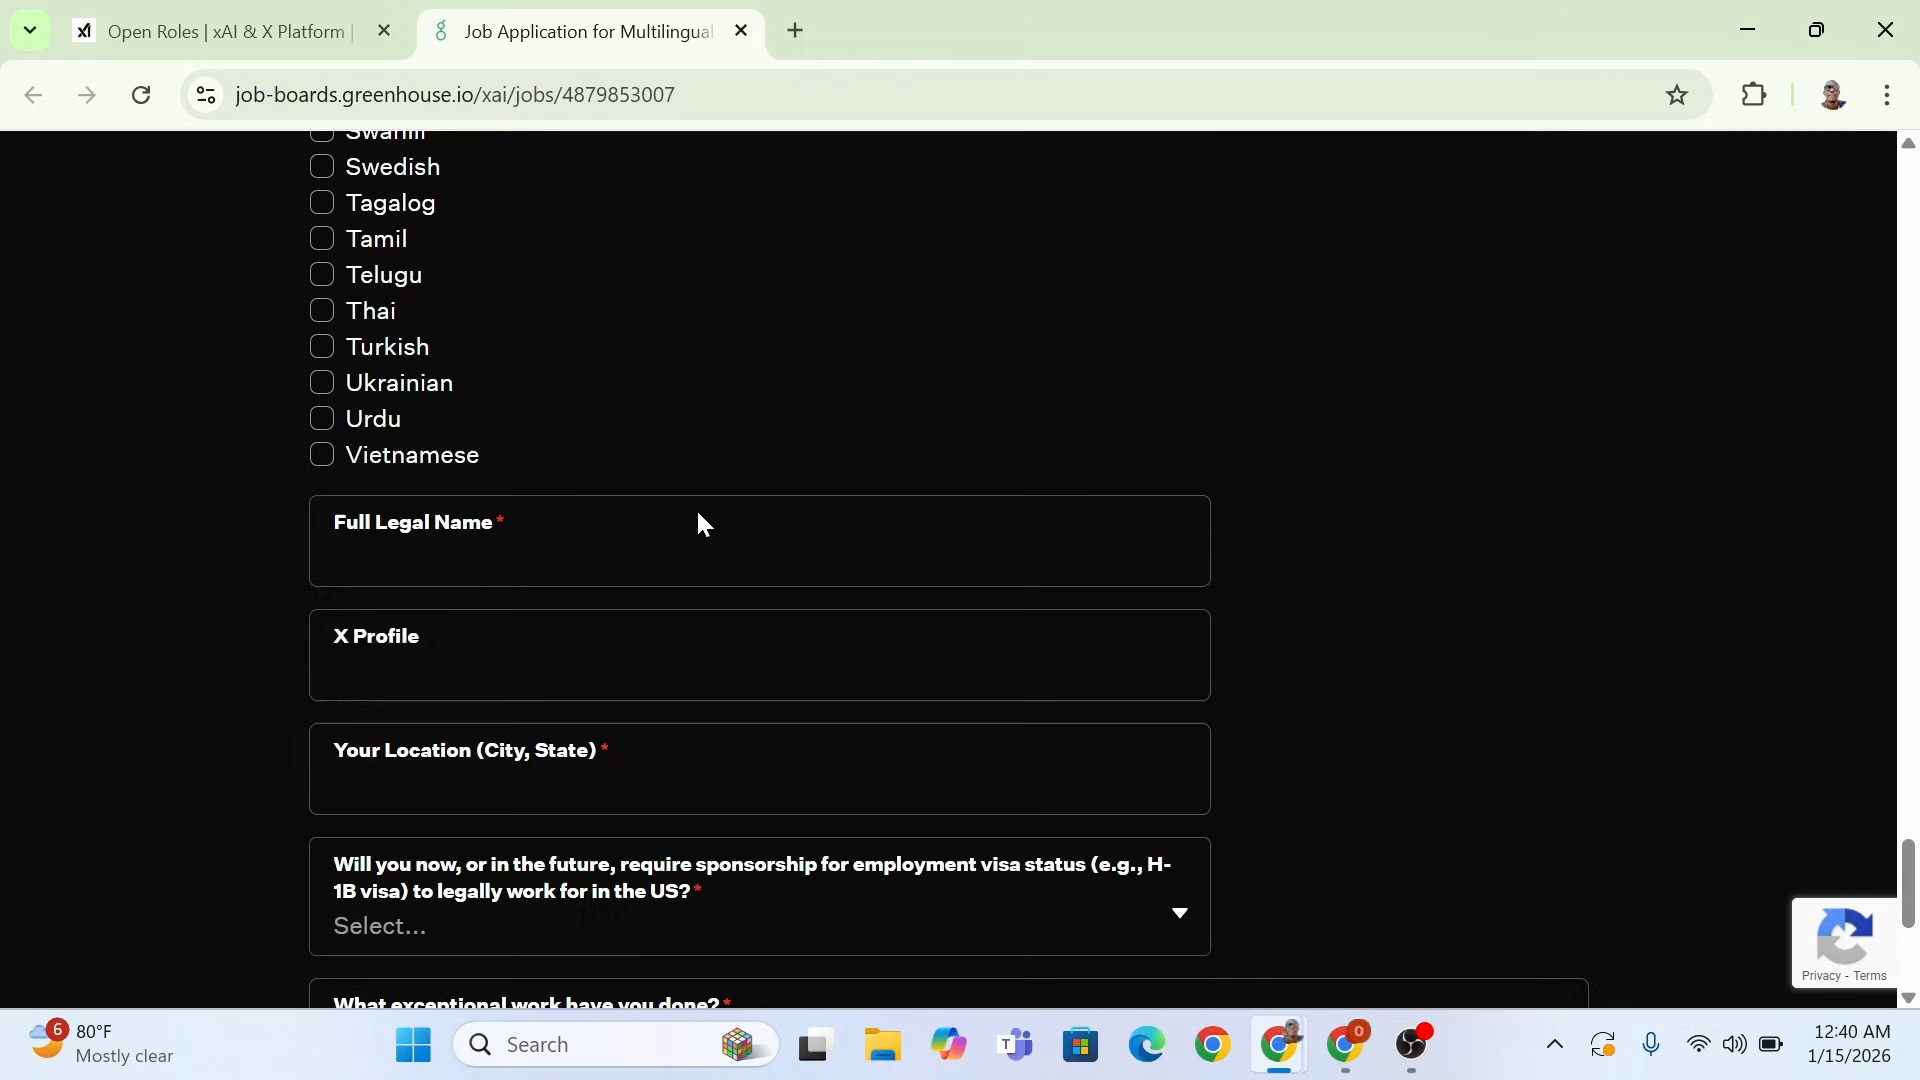 Open Roles | xAI & X Platform |
Job Application for Multilingual
job-boards.greenhouse.io/xai/jobs/4879853007
Swahili
Swedish
Tagalog
Tamil
Telugu
Thai
Turkish
Ukrainian
Urdu
Vietnamese
Full Legal Name *
X Profile
Your Location (City, State) *
Will you now, or in the future, require sponsorship for employment visa status (e.g., H-
1B visa) to legally work for in the US? *
Select...
What exceptional work have you done? *
Privacy - Terms
6
80°F
Mostly clear
Search
0
12:40 AM
1/15/2026